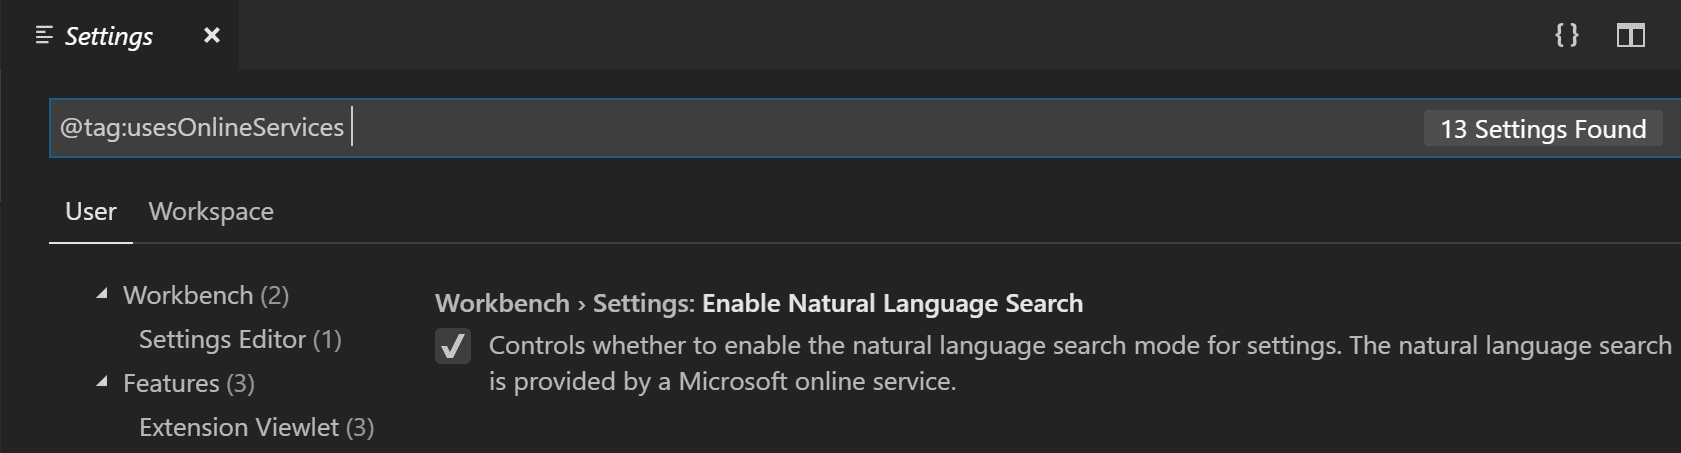 Settings
@tag:usesOnlineServices
13 Settings Found
User Workspace
Workbench (2)
Settings Editor (1)
Features (3)
Extension Viewlet (3)
Workbench › Settings: Enable Natural Language Search
Controls whether to enable the natural language search mode for settings. The natural language search
is provided by a Microsoft online service.